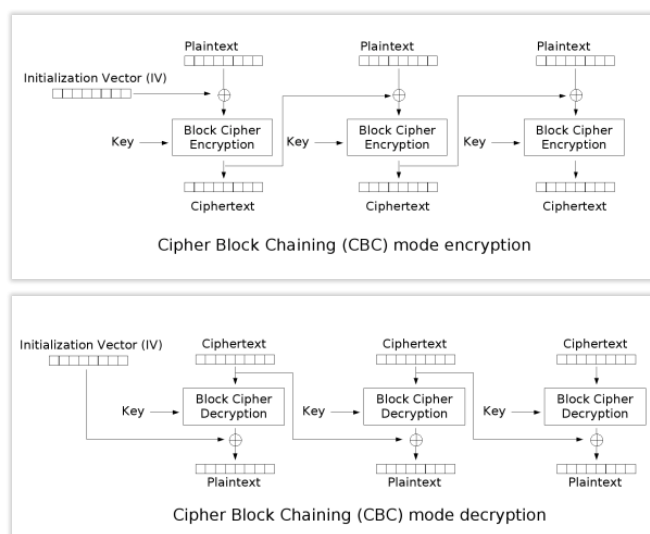 Plaintext Plaintext Plaintext
Initialization Vector (IV)
Key Block Cipher Encryption Key Block Cipher Encryption Key Block Cipher Encryption
Ciphertext Ciphertext Ciphertext
Cipher Block Chaining (CBC) mode encryption
Initialization Vector (IV) Ciphertext Ciphertext Ciphertext
Key Block Cipher Decryption Key Block Cipher Decryption Key Block Cipher Decryption
Plaintext Plaintext Plaintext
Cipher Block Chaining (CBC) mode decryption